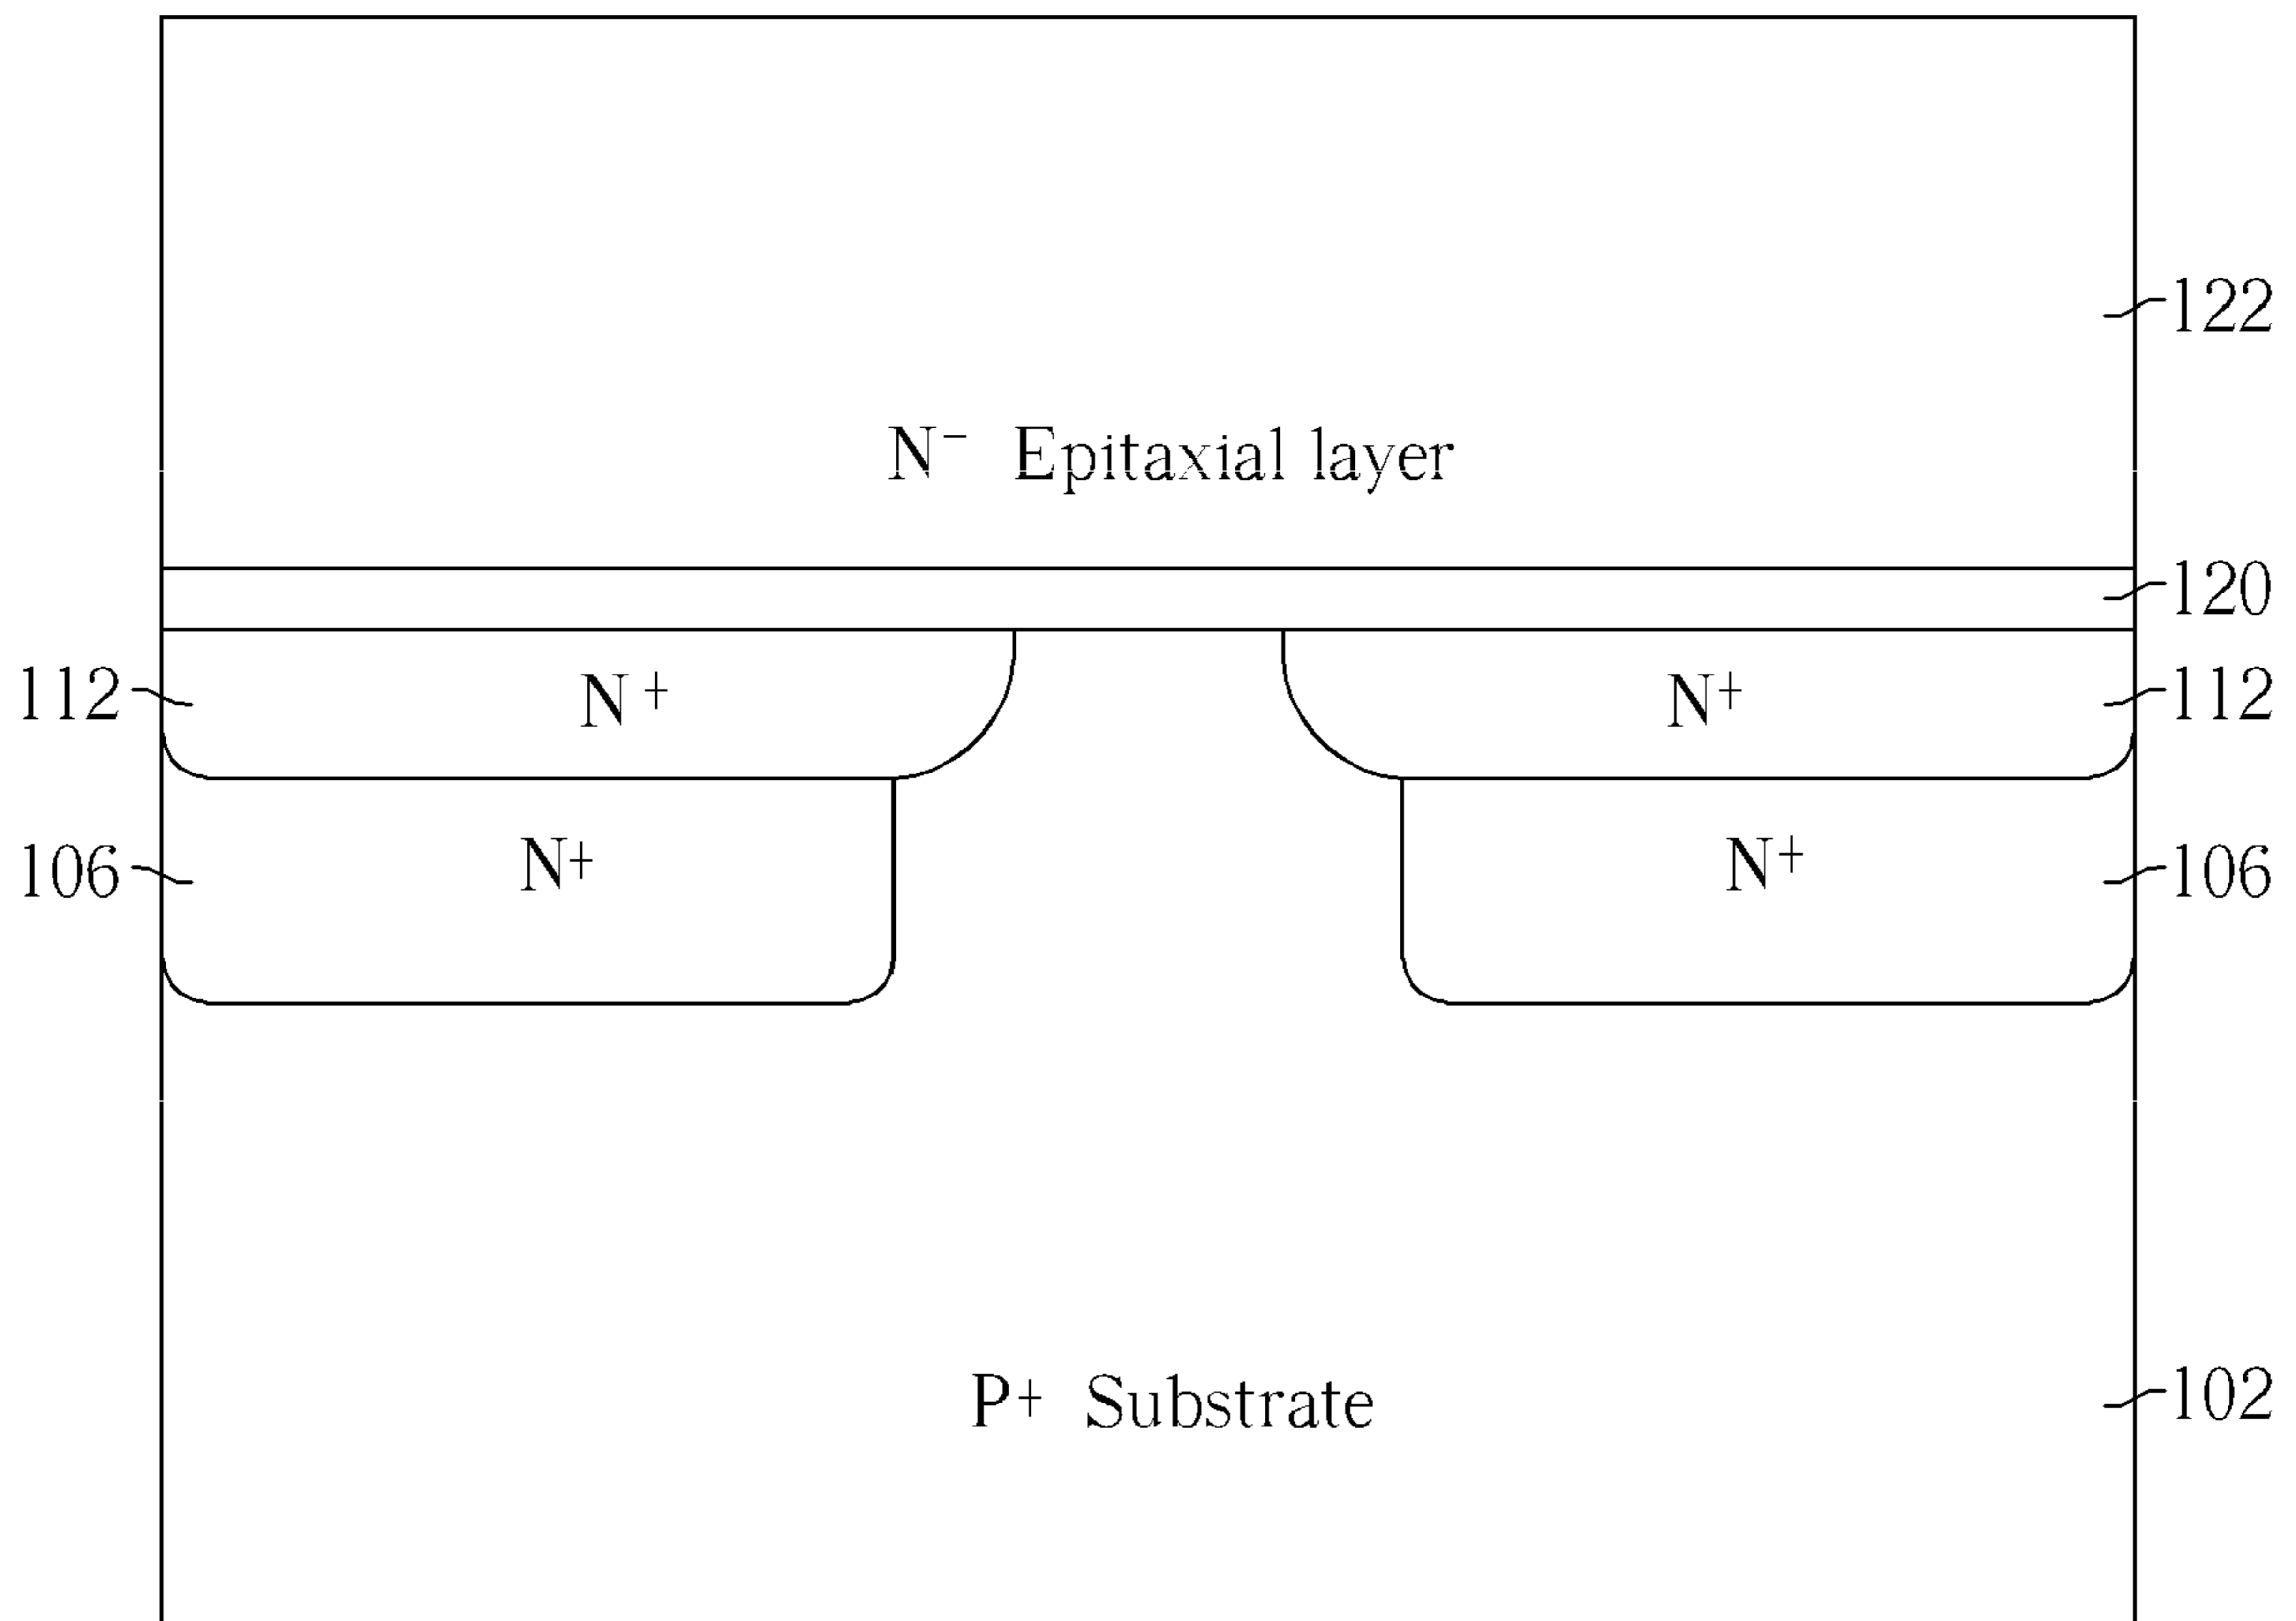 122
N⁻ Epitaxial layer
120
112 N⁺ N⁺ 112
106 N⁺ N⁺ 106
P⁺ Substrate 102